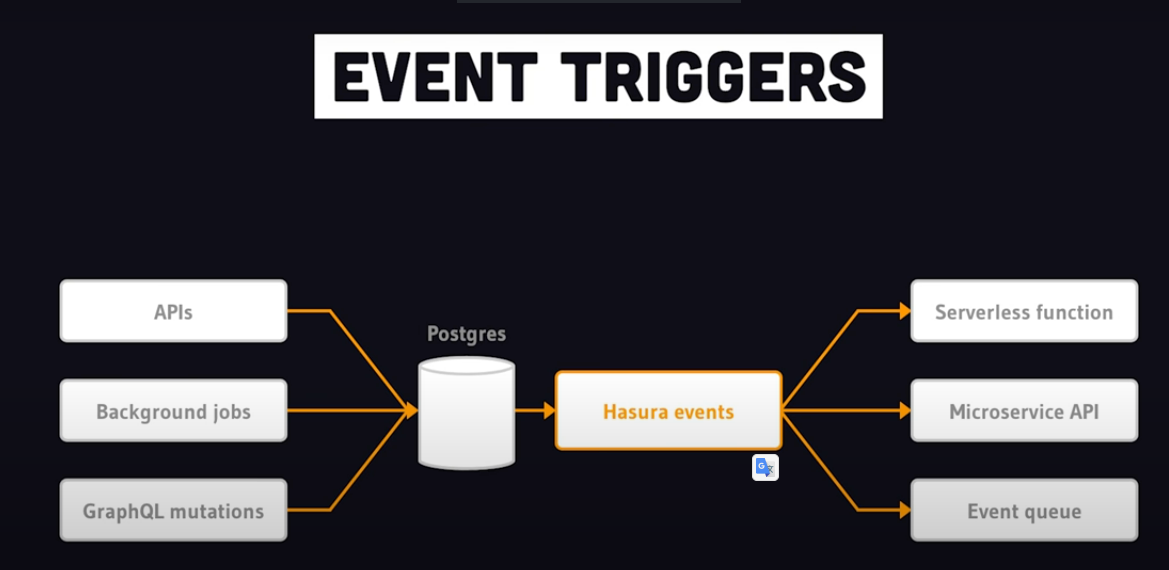 EVENT TRIGGERS
APIs
Background jobs
GraphQL mutations
Postgres
Hasura events
Serverless function
Microservice API
Event queue